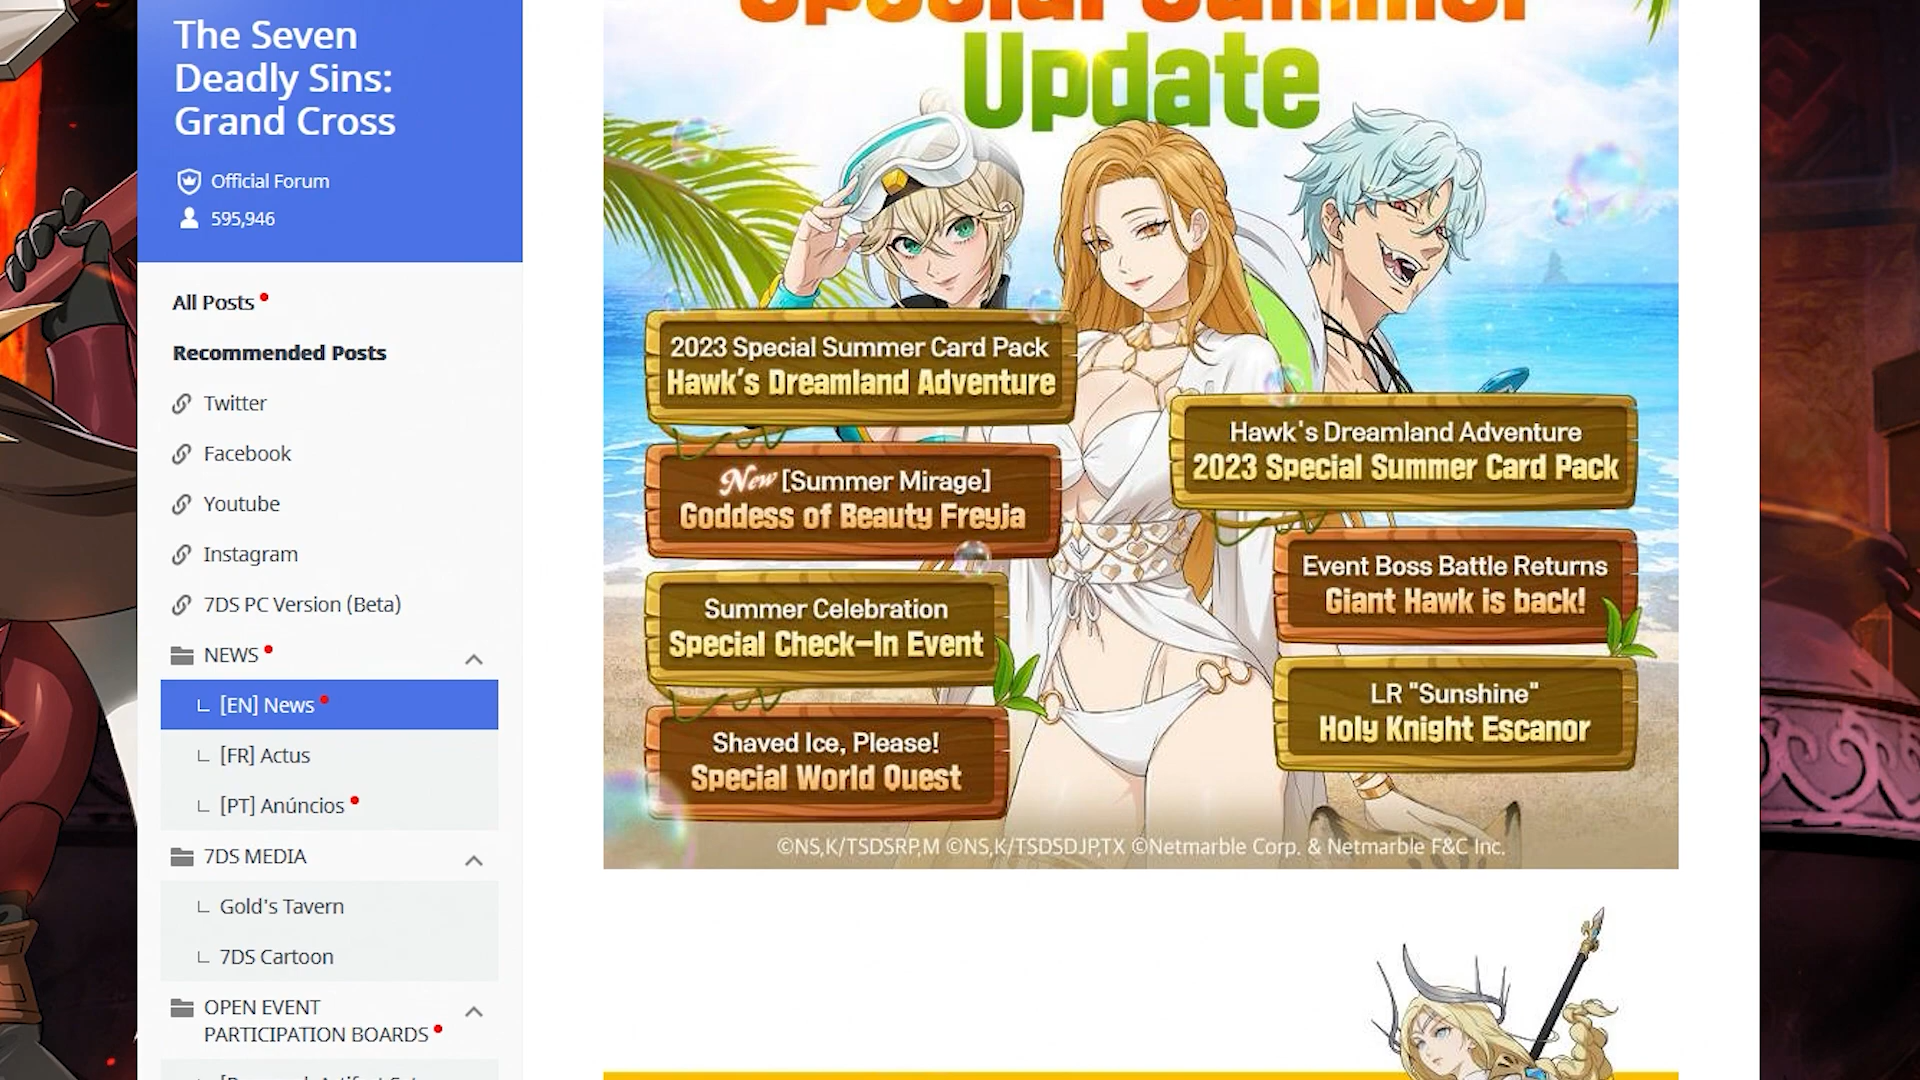 The Seven
Deadly Sins:
Grand Cross
Official Forum
595,946
All Posts
Recommended Posts
Twitter
Facebook
Youtube
Instagram
7DS PC Version (Beta)
NEWS
[EN] News
[FR] Actus
[PT] Anúncios
7DS MEDIA
Gold's Tavern
7DS Cartoon
OPEN EVENT
PARTICIPATION BOARDS
Special Summer
Update
2023 Special Summer Card Pack
Hawk's Dreamland Adventure
New [Summer Mirage]
Goddess of Beauty Freyja
Summer Celebration
Special Check-In Event
Shaved Ice, Please!
Special World Quest
Hawk's Dreamland Adventure
2023 Special Summer Card Pack
Event Boss Battle Returns
Giant Hawk is back!
LR "Sunshine"
Holy Knight Escanor
©NS,K/TSDSRP,M ©NS,K/TSDSDJP,TX ©Netmarble Corp. & Netmarble F&C Inc.